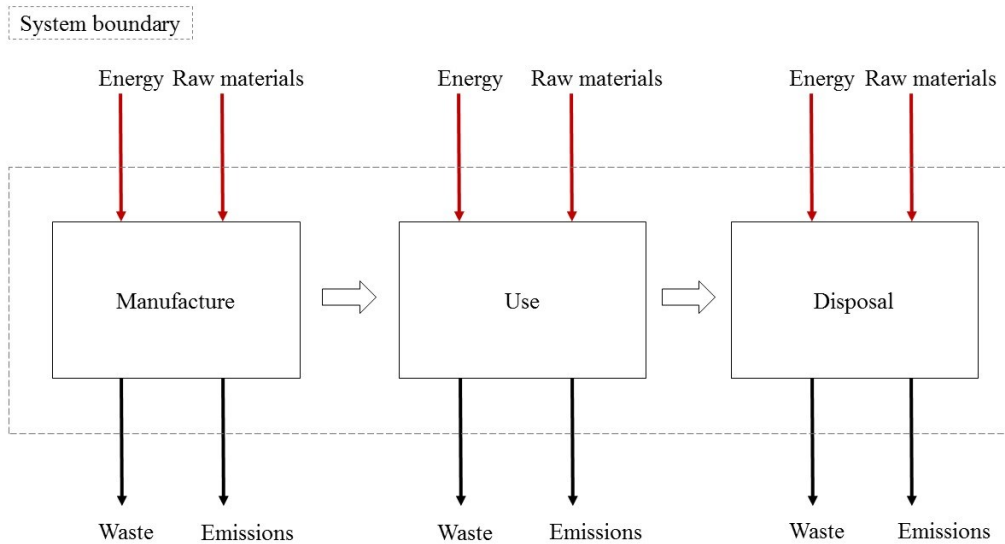 System boundary
Energy Raw materials Energy Raw materials Energy Raw materials
Manufacture Use Disposal
Waste Emissions Waste Emissions Waste Emissions